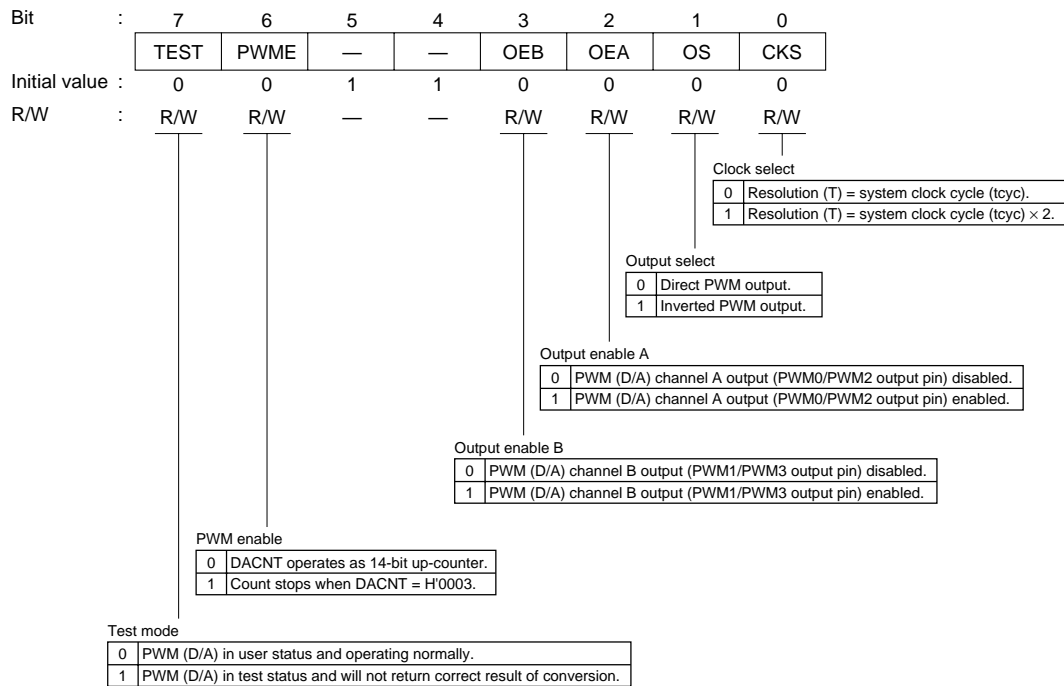 Bit : 7 6 5 4 3 2 1 0
TEST PWME — — OEB OEA OS CKS
Initial value : 0 0 1 1 0 0 0 0
R/W : R/W R/W — — R/W R/W R/W R/W
Clock select
0 Resolution (T) = system clock cycle (tcyc).
1 Resolution (T) = system clock cycle (tcyc) × 2.
Output select
0 Direct PWM output.
1 Inverted PWM output.
Output enable A
0 PWM (D/A) channel A output (PWM0/PWM2 output pin) disabled.
1 PWM (D/A) channel A output (PWM0/PWM2 output pin) enabled.
Output enable B
0 PWM (D/A) channel B output (PWM1/PWM3 output pin) disabled.
1 PWM (D/A) channel B output (PWM1/PWM3 output pin) enabled.
PWM enable
0 DACNT operates as 14-bit up-counter.
1 Count stops when DACNT = H'0003.
Test mode
0 PWM (D/A) in user status and operating normally.
1 PWM (D/A) in test status and will not return correct result of conversion.